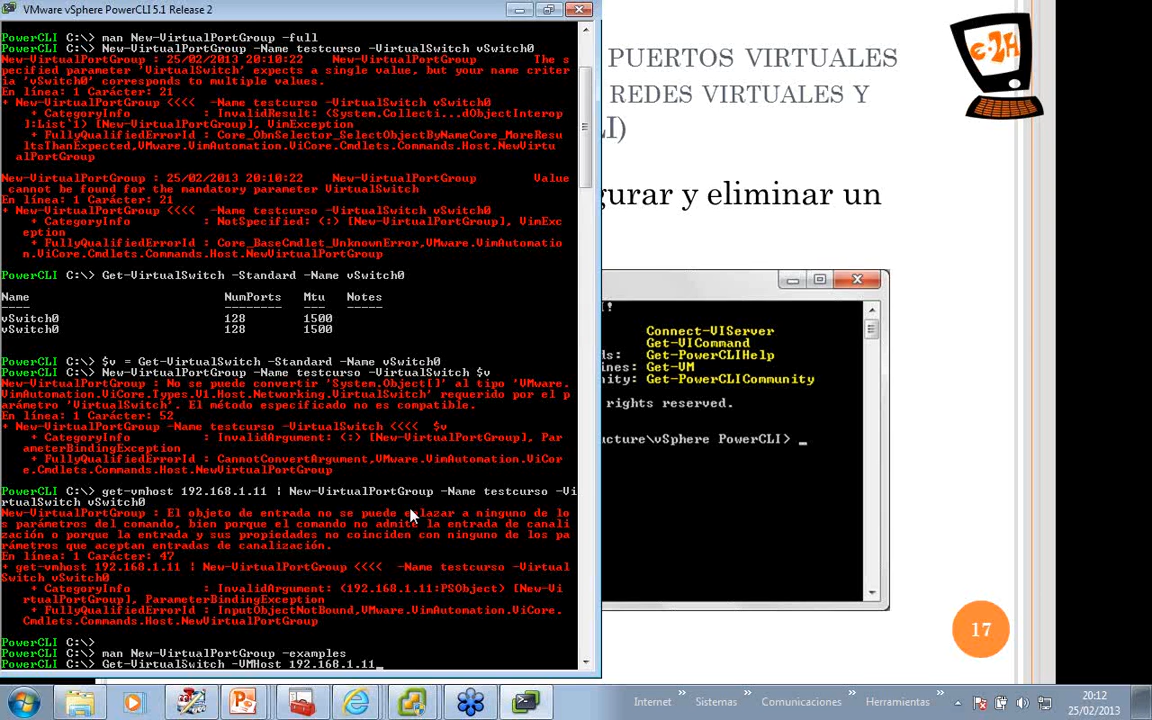 VMware vSphere PowerCLI 5.1 Release 2
PowerCLI C:\> man New-VirtualPortGroup -full
PowerCLI C:\> New-VirtualPortGroup -Name testcurso -VirtualSwitch vSwitch0
New-VirtualPortGroup : 25/02/2013 20:10:22    New-VirtualPortGroup        The s
pecified parameter 'VirtualSwitch' expects a single value, but your name criter
ia 'vSwitch0' corresponds to multiple values.
En línea: 1 Carácter: 21
+ New-VirtualPortGroup <<<<  -Name testcurso -VirtualSwitch vSwitch0
    + CategoryInfo          : InvalidResult: (System.Collecti...dObjectInterop
]:List`1) [New-VirtualPortGroup], VimException
    + FullyQualifiedErrorId : Core_ObnSelector_SelectObjectByNameCore_MoreResu
ltsThanExpected,VMware.VimAutomation.ViCore.Cmdlets.Commands.Host.NewVirtu
alPortGroup
New-VirtualPortGroup : 25/02/2013 20:10:22    New-VirtualPortGroup        Value
 cannot be found for the mandatory parameter VirtualSwitch
En línea: 1 Carácter: 21
+ New-VirtualPortGroup <<<<  -Name testcurso -VirtualSwitch vSwitch0
    + CategoryInfo          : NotSpecified: (:) [New-VirtualPortGroup], VimExc
eption
    + FullyQualifiedErrorId : Core_BaseCmdlet_UnknownError,VMware.VimAutomatio
n.ViCore.Cmdlets.Commands.Host.NewVirtualPortGroup
PowerCLI C:\> Get-VirtualSwitch -Standard -Name vSwitch0
Name NumPorts Mtu Notes
---- -------- --- -----
vSwitch0 128 1500
vSwitch0 128 1500
PowerCLI C:\> $v = Get-VirtualSwitch -Standard -Name vSwitch0
PowerCLI C:\> New-VirtualPortGroup -Name testcurso -VirtualSwitch $v
New-VirtualPortGroup : No se puede convertir 'System.Object[]' al tipo 'VMware.
VimAutomation.ViCore.Types.V1.Host.Networking.VirtualSwitch' requerido por el p
arámetro 'VirtualSwitch'. El método especificado no es compatible.
En línea: 1 Carácter: 52
+ New-VirtualPortGroup -Name testcurso -VirtualSwitch <<<<  $v
    + CategoryInfo          : InvalidArgument: (:) [New-VirtualPortGroup], Par
ameterBindingException
    + FullyQualifiedErrorId : CannotConvertArgument,VMware.VimAutomation.ViCor
e.Cmdlets.Commands.Host.NewVirtualPortGroup
PowerCLI C:\> get-vmhost 192.168.1.11 | New-VirtualPortGroup -Name testcurso -Vi
rtualSwitch vSwitch0
New-VirtualPortGroup : El objeto de entrada no se puede enlazar a ninguno de lo
s parámetros del comando, bien porque el comando no admite la entrada de canali
zación o porque la entrada y sus propiedades no coinciden con ninguno de los pa
rámetros que aceptan entradas de canalización.
En línea: 1 Carácter: 47
+ get-vmhost 192.168.1.11 | New-VirtualPortGroup <<<<  -Name testcurso -Virtual
Switch vSwitch0
    + CategoryInfo          : InvalidArgument: (192.168.1.11:PSObject) [New-Vi
rtualPortGroup], ParameterBindingException
    + FullyQualifiedErrorId : InputObjectNotBound,VMware.VimAutomation.ViCore.
Cmdlets.Commands.Host.NewVirtualPortGroup
PowerCLI C:\>
PowerCLI C:\> man New-VirtualPortGroup -examples
PowerCLI C:\> Get-VirtualSwitch -VMHost 192.168.1.11_
PUERTOS VIRTUALES
REDES VIRTUALES Y
LI)
gurar y eliminar un
e-2H
!
Connect-VIServer
Get-VICommand
ds: Get-PowerCLIHelp
ines: Get-VM
nity: Get-PowerCLICommunity
rights reserved.
ucture\vSphere PowerCLI> _
17
Internet » Sistemas » Comunicaciones » Herramientas »
20:12
25/02/2013